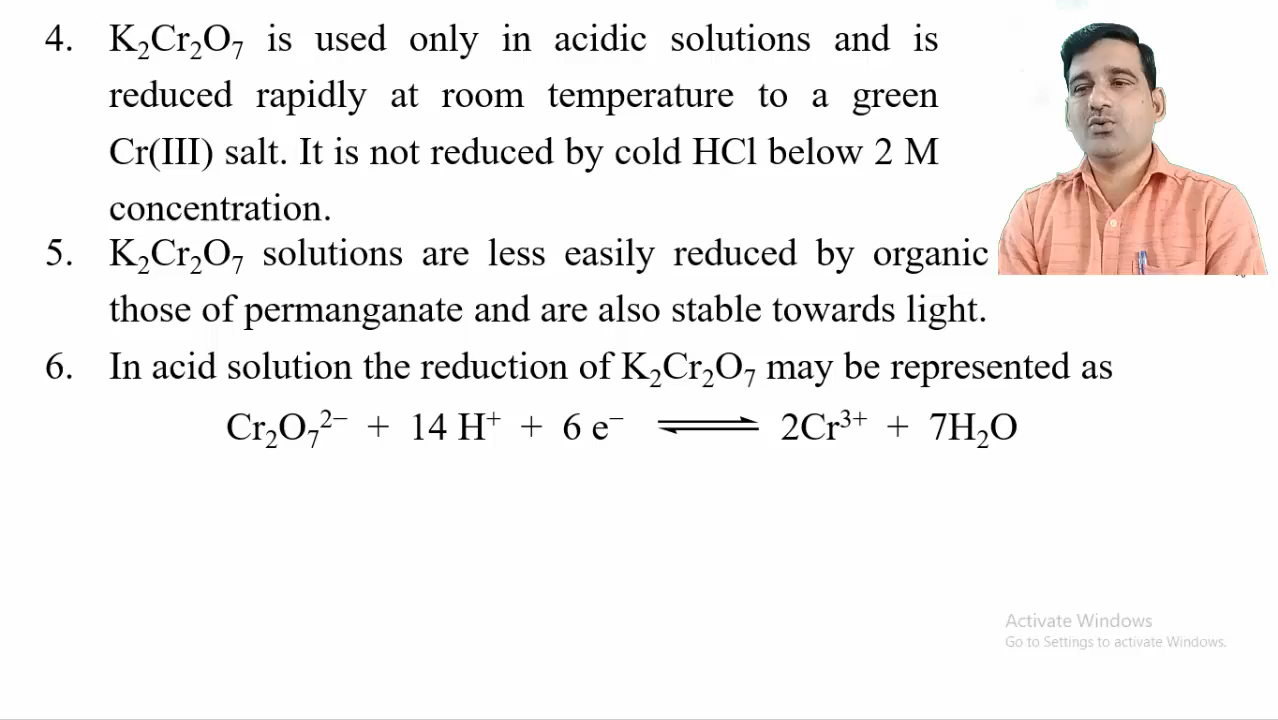 4. K₂Cr₂O₇ is used only in acidic solutions and is
reduced rapidly at room temperature to a green
Cr(III) salt. It is not reduced by cold HCl below 2 M
concentration.
5. K₂Cr₂O₇ solutions are less easily reduced by organic
those of permanganate and are also stable towards light.
6. In acid solution the reduction of K₂Cr₂O₇ may be represented as
Cr₂O₇²⁻ + 14 H⁺ + 6 e⁻ ⇌ 2Cr³⁺ + 7H₂O
Activate Windows
Go to Settings to activate Windows.